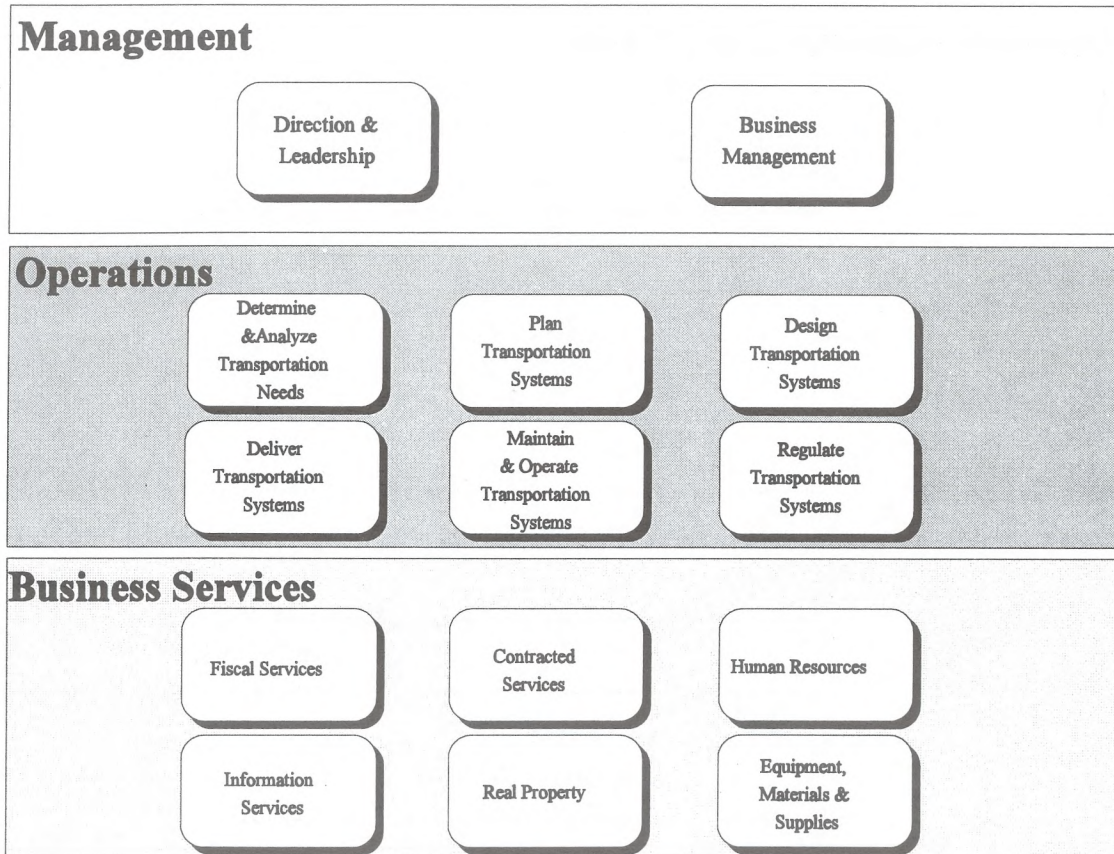 Management
Direction &
Leadership
Business
Management
Operations
Determine
&Analyze
Transportation
Needs
Plan
Transportation
Systems
Design
Transportation
Systems
Deliver
Transportation
Systems
Maintain
& Operate
Transportation
Systems
Regulate
Transportation
Systems
Business Services
Fiscal Services
Contracted
Services
Human Resources
Information
Services
Real Property
Equipment,
Materials &
Supplies